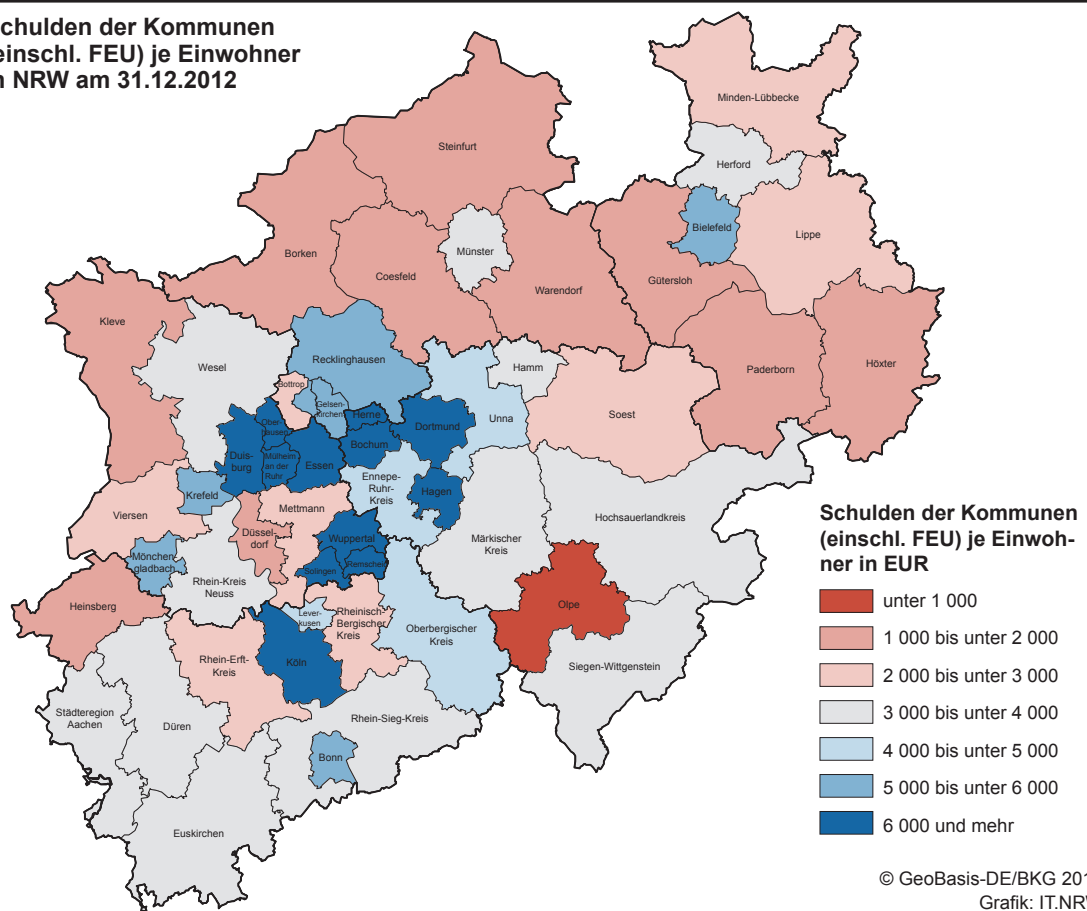 chulden der Kommunen
einschl. FEU) je Einwohner
n NRW am 31.12.2012
Minden-Lübbecke
Steinfurt
Herford
Bielefeld
Lippe
Münster
Borken
Coesfeld
Warendorf
Gütersloh
Kleve
Wesel
Recklinghausen
Hamm
Paderborn
Höxter
Bottrop
Gelsen-
kirchen
Herne
Ober-
hausen
Dortmund
Unna
Soest
Bochum
Duis-
burg
Mülheim
an der
Ruhr
Essen
Ennepe-
Ruhr-
Kreis
Hagen
Krefeld
Viersen
Mettmann
Düssel-
dorf
Wuppertal
Märkischer
Kreis
Hochsauerlandkreis
Mönchen-
gladbach
Solingen
Remscheid
Rhein-Kreis
Neuss
Heinsberg
Lever-
kusen
Rheinisch-
Bergischer
Kreis
Oberbergischer
Kreis
Olpe
Rhein-Erft-
Kreis
Köln
Siegen-Wittgenstein
Städteregion
Aachen
Düren
Rhein-Sieg-Kreis
Bonn
Euskirchen
Schulden der Kommunen
(einschl. FEU) je Einwoh-
ner in EUR
unter 1 000
1 000 bis unter 2 000
2 000 bis unter 3 000
3 000 bis unter 4 000
4 000 bis unter 5 000
5 000 bis unter 6 000
6 000 und mehr
© GeoBasis-DE/BKG 201
Grafik: IT.NRW